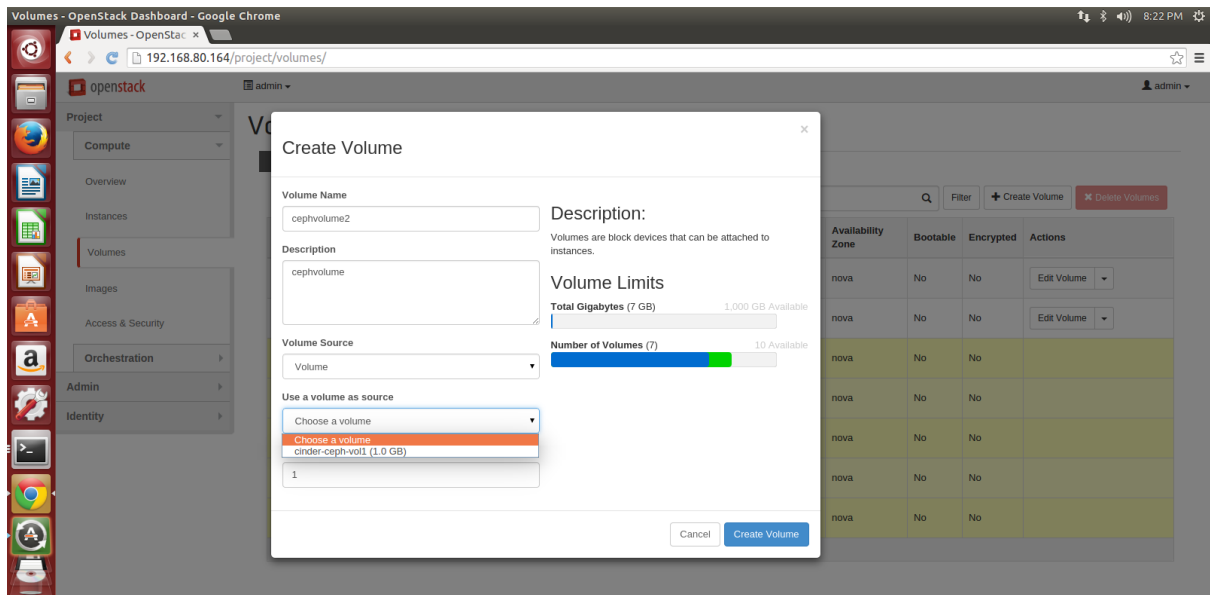 Volumes - OpenStack Dashboard - Google Chrome
8:22 PM
Volumes - OpenStac ×
192.168.80.164/project/volumes/
openstack
admin
admin
Project
Compute
Overview
Instances
Volumes
Images
Access & Security
Orchestration
Admin
Identity
Create Volume
×
Volume Name
cephvolume2
Description
cephvolume
Volume Source
Volume
Use a volume as source
Choose a volume
Choose a volume
cinder-ceph-vol1 (1.0 GB)
1
Description:
Volumes are block devices that can be attached to
instances.
Volume Limits
Total Gigabytes (7 GB) 1,000 GB Available
Number of Volumes (7) 10 Available
Cancel Create Volume
Filter + Create Volume × Delete Volumes
Availability
Zone Bootable Encrypted Actions
nova No No Edit Volume
nova No No Edit Volume
nova No No
nova No No
nova No No
nova No No
nova No No